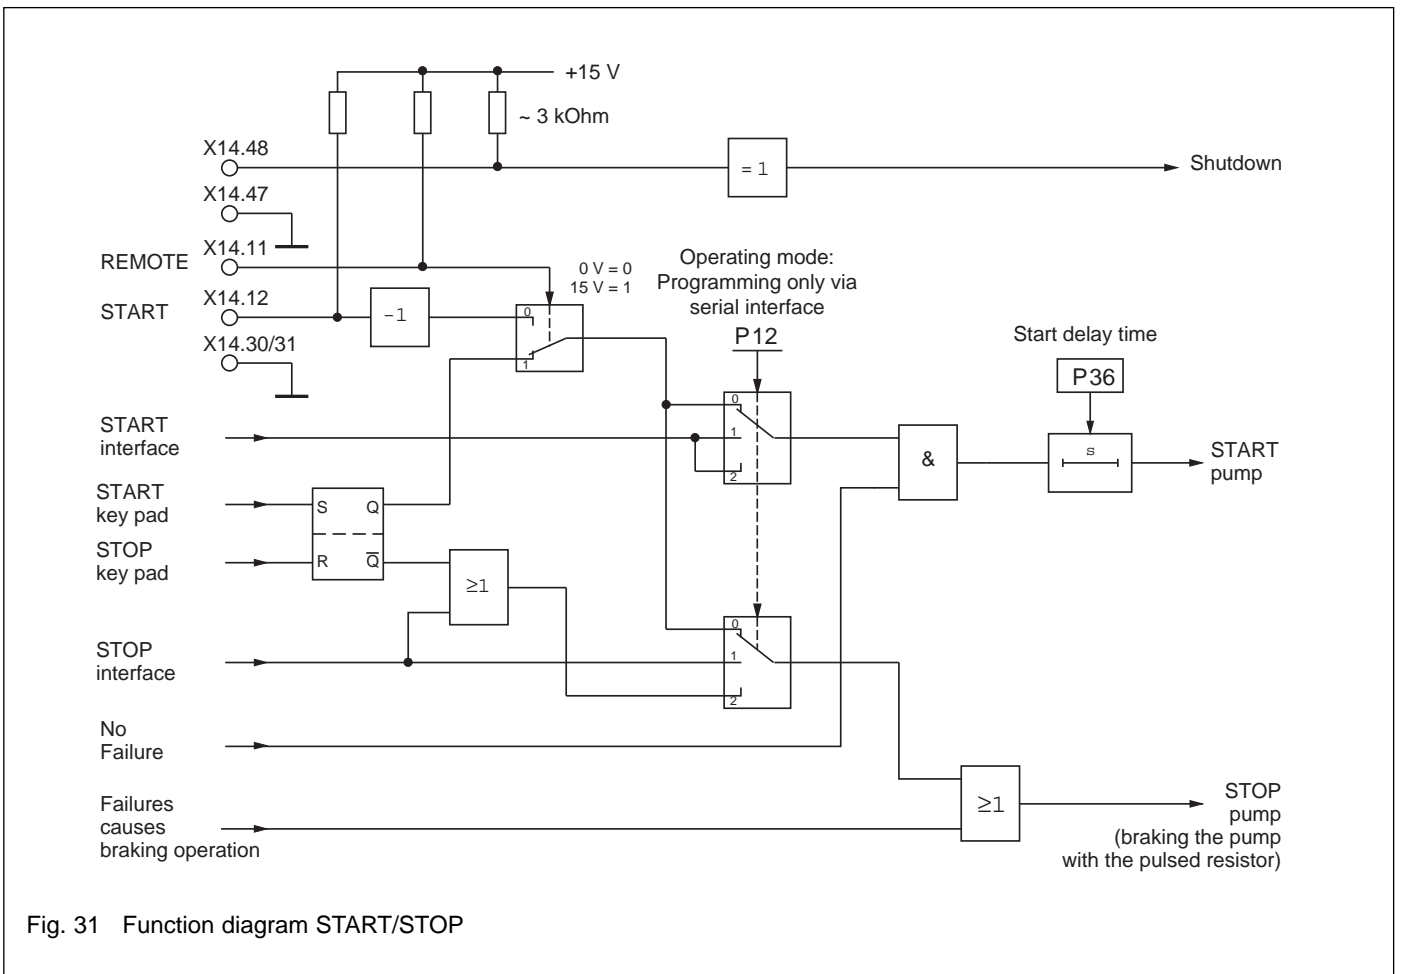 +15 V
~ 3 kOhm
X14.48
= 1
Shutdown
X14.47
REMOTE
X14.11
0 V = 0
15 V = 1
Operating mode:
Programming only via
serial interface
P12
START
X14.12
-1
0
1
X14.30/31
Start delay time
P36
START
interface
0
1
2
&
s
START
pump
START
key pad
S Q
STOP
key pad
R Q̅
≥1
STOP
interface
0
1
2
No
Failure
Failures
causes
braking operation
≥1
STOP
pump
(braking the pump
with the pulsed resistor)
Fig. 31 Function diagram START/STOP